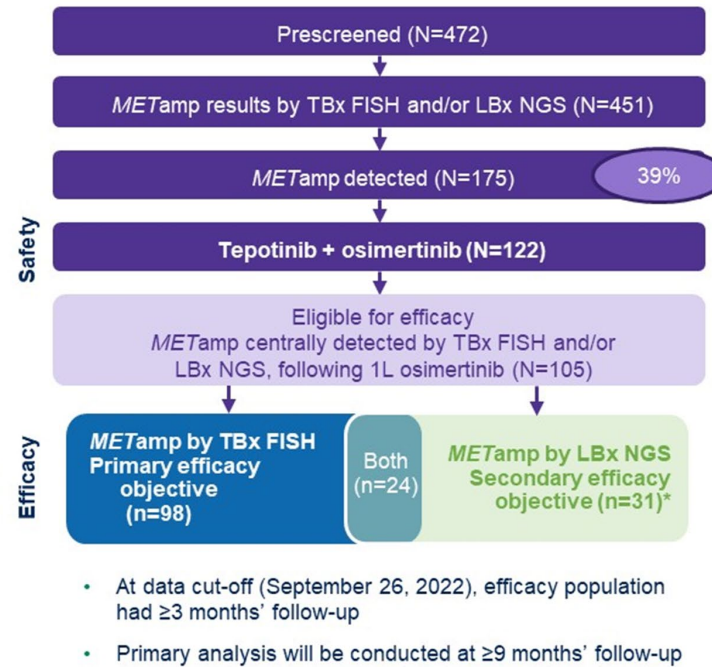 Prescreened (N=472)
METamp results by TBx FISH and/or LBx NGS (N=451)
METamp detected (N=175)
39%
Safety
Tepotinib + osimertinib (N=122)
Eligible for efficacy
METamp centrally detected by TBx FISH and/or
LBx NGS, following 1L osimertinib (N=105)
Efficacy
METamp by TBx FISH
Primary efficacy
objective
(n=98)
Both
(n=24)
METamp by LBx NGS
Secondary efficacy
objective (n=31)*
• At data cut-off (September 26, 2022), efficacy population
had ≥3 months’ follow-up
• Primary analysis will be conducted at ≥9 months’ follow-up